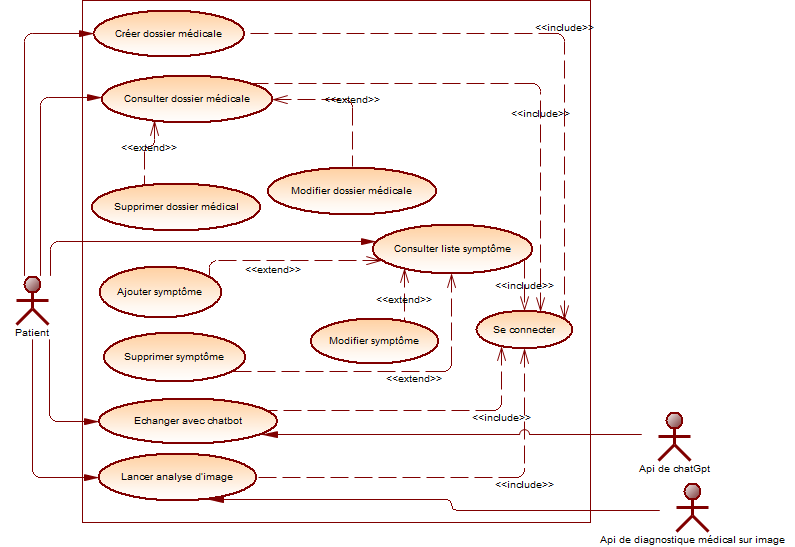 Créer dossier médicale
<<include>>
Consulter dossier médicale
<<extend>>
<<include>>
<<extend>>
Modifier dossier médicale
Supprimer dossier médical
Consulter liste symptôme
<<extend>>
<<include>>
Ajouter symptôme
<<extend>>
Patient
Se connecter
Modifier symptôme
Supprimer symptôme
<<extend>>
Echanger avec chatbot
<<include>>
Api de chatGpt
Lancer analyse d'image
<<include>>
Api de diagnostique médical sur image